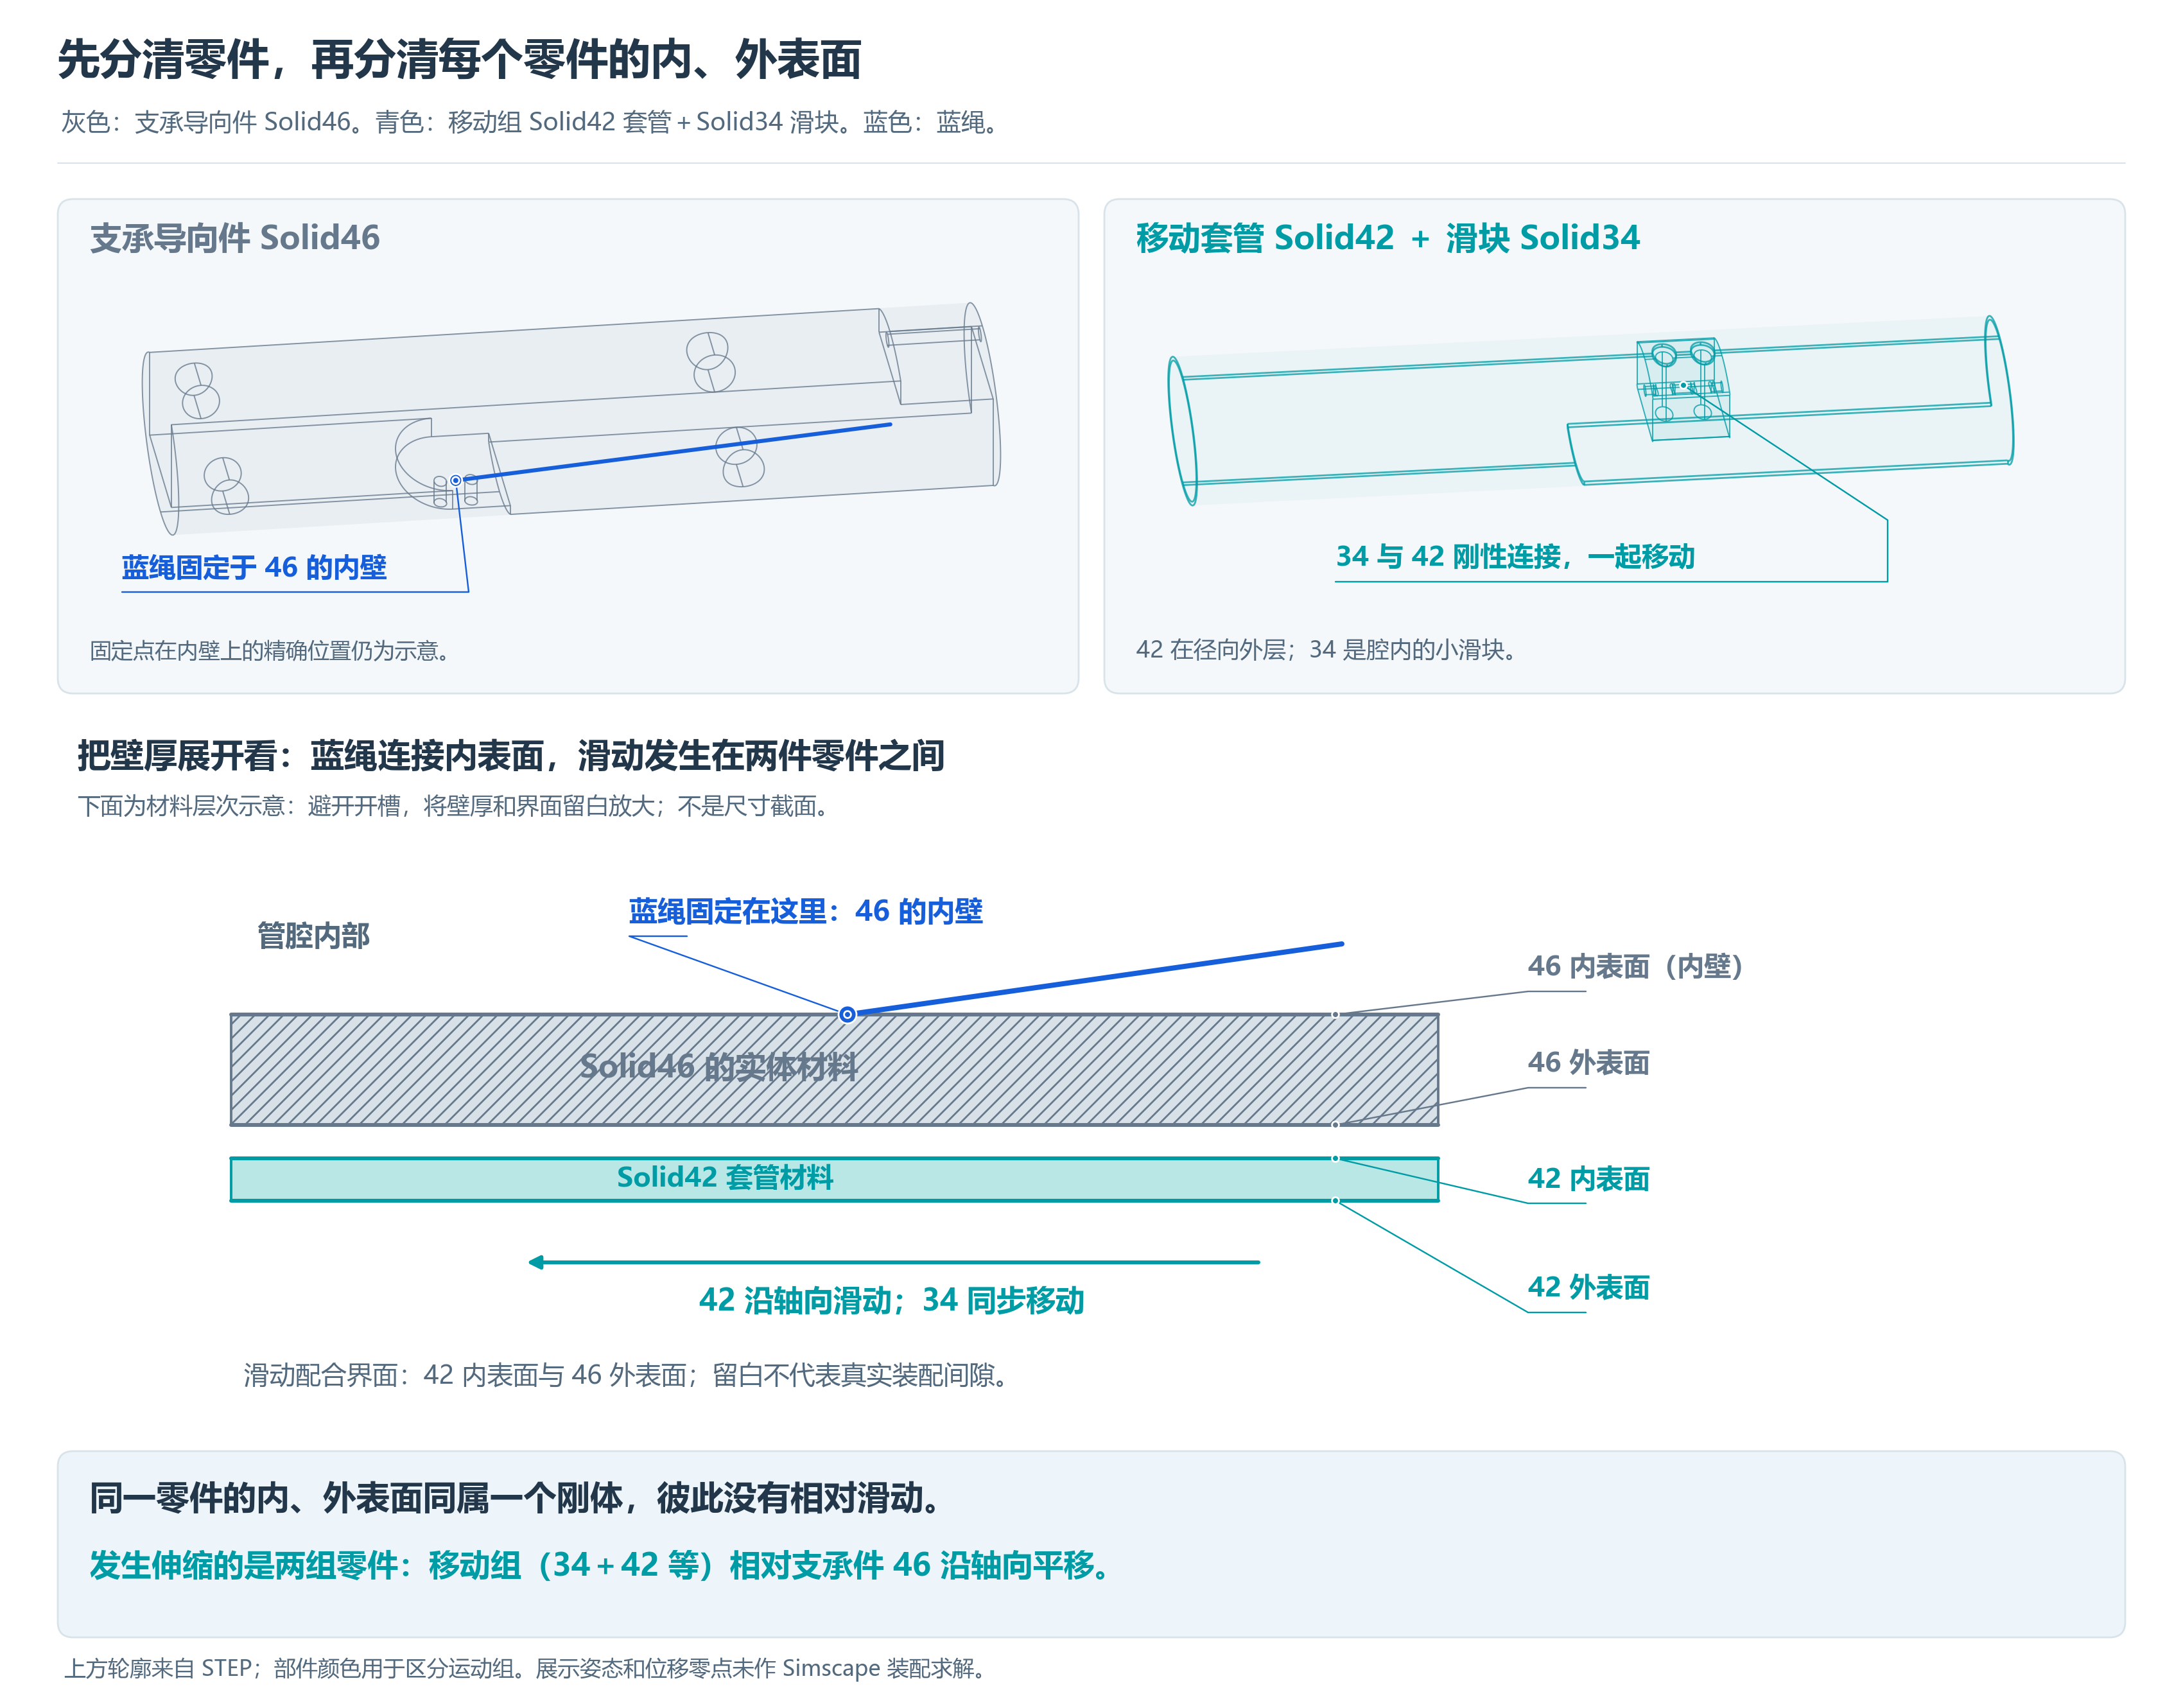 先分清零件，再分清每个零件的内、外表面
灰色：支承导向件 Solid46。青色：移动组 Solid42 套管＋Solid34 滑块。蓝色：蓝绳。
支承导向件 Solid46
蓝绳固定于 46 的内壁
固定点在内壁上的精确位置仍为示意。
移动套管 Solid42 ＋ 滑块 Solid34
34 与 42 刚性连接，一起移动
42 在径向外层；34 是腔内的小滑块。
把壁厚展开看：蓝绳连接内表面，滑动发生在两件零件之间
下面为材料层次示意：避开开槽，将壁厚和界面留白放大；不是尺寸截面。
管腔内部
蓝绳固定在这里：46 的内壁
46 内表面（内壁）
Solid46 的实体材料
46 外表面
Solid42 套管材料
42 内表面
42 外表面
42 沿轴向滑动；34 同步移动
滑动配合界面：42 内表面与 46 外表面；留白不代表真实装配间隙。
同一零件的内、外表面同属一个刚体，彼此没有相对滑动。
发生伸缩的是两组零件：移动组（34＋42 等）相对支承件 46 沿轴向平移。
上方轮廓来自 STEP；部件颜色用于区分运动组。展示姿态和位移零点未作 Simscape 装配求解。